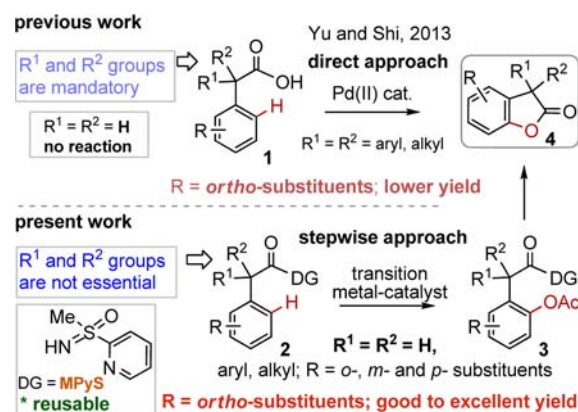 previous work
Yu and Shi, 2013
R¹ and R² groups
are mandatory
R¹ = R² = H
no reaction
R²
R¹
O
OH
H
R
1
direct approach
Pd(II) cat.
R¹ = R² = aryl, alkyl
R¹
R²
R
O
O
4
R = ortho-substituents; lower yield
present work
stepwise approach
R¹ and R² groups
are not essential
Me
O
S
HN
N
DG = MPyS
* reusable
R²
O
R¹
DG
H
R
2
transition
metal-catalyst
R¹ = R² = H,
R²
O
R¹
DG
OAc
R
3
aryl, alkyl; R = o-, m- and p- substituents
R = ortho-substituents; good to excellent yield